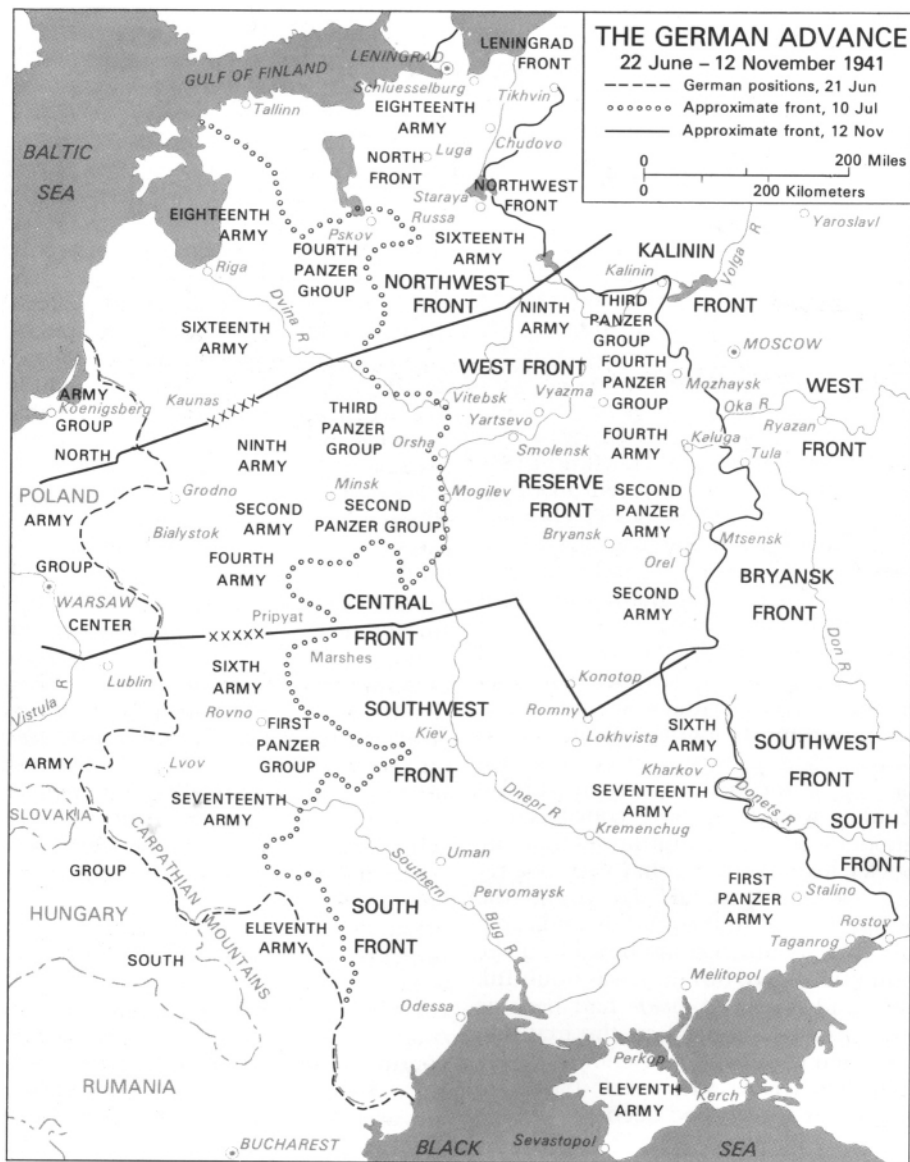 THE GERMAN ADVANCE
22 June – 12 November 1941
German positions, 21 Jun
Approximate front, 10 Jul
Approximate front, 12 Nov
0 200 Miles
0 200 Kilometers
LENINGRAD
LENINGRAD
FRONT
GULF OF FINLAND
Schluesselburg
Tikhvin
Tallinn
EIGHTEENTH
ARMY
Chudovo
BALTIC
SEA
NORTH
FRONT
Luga
NORTHWEST
FRONT
Staraya
Russa
Yaroslavl
EIGHTEENTH
ARMY
Pskov
FOURTH
PANZER
GROUP
SIXTEENTH
ARMY
KALININ
FRONT
Volga R
Riga
NORTHWEST
FRONT
Kalinin
Dvina R
NINTH
ARMY
THIRD
PANZER
GROUP
SIXTEENTH
ARMY
MOSCOW
WEST FRONT
FOURTH
PANZER
GROUP
Mozhaysk
WEST
FRONT
ARMY
GROUP
NORTH
Koenigsberg
Kaunas
Vitebsk
Vyazma
Oka R
THIRD
PANZER
GROUP
Yartsevo
Ryazan
Orsha
Smolensk
FOURTH
ARMY
Kaluga
Tula
NINTH
ARMY
POLAND
Grodno
Minsk
Mogilev
RESERVE
FRONT
SECOND
PANZER
ARMY
ARMY
GROUP
CENTER
SECOND
ARMY
SECOND
PANZER GROUP
Bialystok
Bryansk
Mtsensk
FOURTH
ARMY
Orel
BRYANSK
FRONT
WARSAW
CENTRAL
FRONT
SECOND
ARMY
Don R
Pripyat
Marshes
Lublin
SIXTH
ARMY
Konotop
Vistula R
Rovno
SOUTHWEST
FRONT
Romny
FIRST
PANZER
GROUP
Kiev
Lokhvista
SIXTH
ARMY
SOUTHWEST
FRONT
ARMY
GROUP
SOUTH
Lvov
Kharkov
SEVENTEENTH
ARMY
SEVENTEENTH
ARMY
Donets R
SLOVAKIA
Dnepr R
SOUTH
FRONT
CARPATHIAN MOUNTAINS
Kremenchug
Uman
Southern Bug R
HUNGARY
Pervomaysk
FIRST
PANZER
ARMY
Stalino
SOUTH
FRONT
ELEVENTH
ARMY
Rostov
Taganrog
Melitopol
Odessa
Perkop
RUMANIA
ELEVENTH
ARMY
Kerch
BUCHAREST
BLACK SEA
Sevastopol